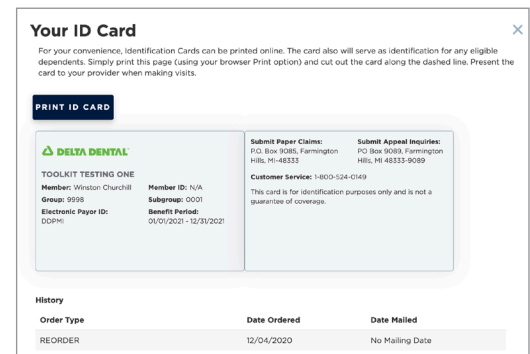 Your ID Card
For your convenience, Identification Cards can be printed online. The card also will serve as identification for any eligible
dependents. Simply print this page (using your browser Print option) and cut out the card along the dashed line. Present the
card to your provider when making visits.
PRINT ID CARD
DELTA DENTAL
TOOLKIT TESTING ONE
Member: Winston Churchill Member ID: N/A
Group: 9998 Subgroup: 0001
Electronic Payor ID: Benefit Period:
DDPMI 01/01/2021 - 12/31/2021
Submit Paper Claims: Submit Appeal Inquiries:
P.O. Box 9085, Farmington PO Box 9089, Farmington
Hills, MI-48333 Hills, MI 48333-9089
Customer Service: 1-800-524-0149
This card is for identification purposes only and is not a
guarantee of coverage.
History
Order Type Date Ordered Date Mailed
REORDER 12/04/2020 No Mailing Date